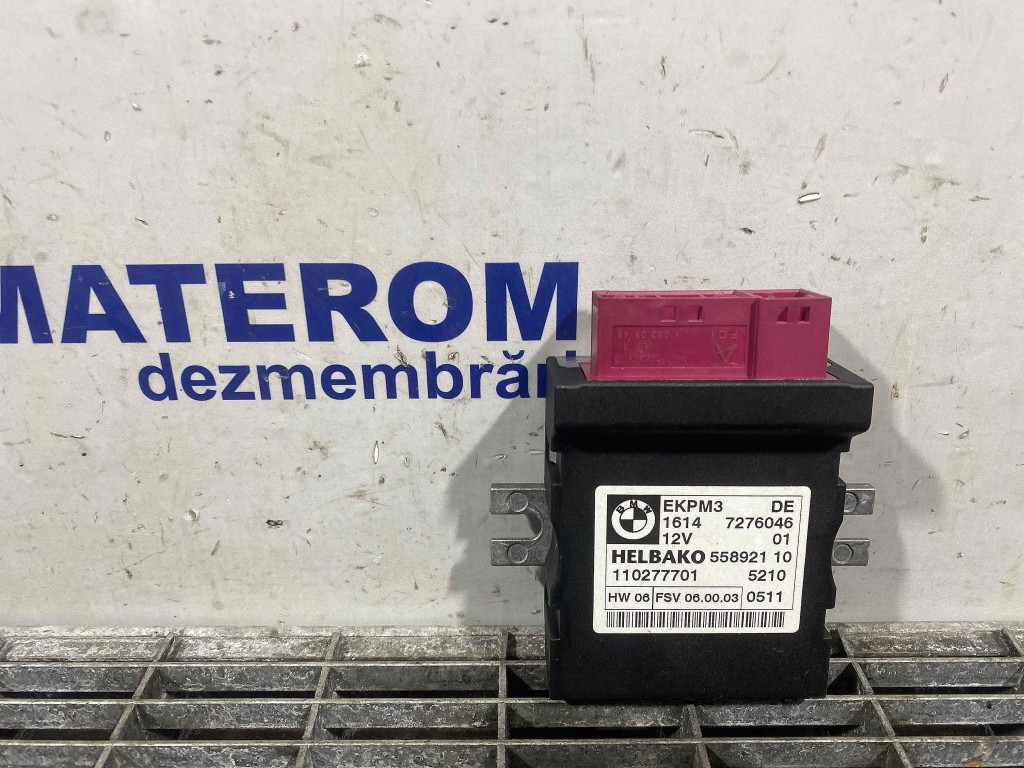 MATEROM
dezmembră
BMW
EKPM3 DE
1614 7276046
12V 01
HELBAKO 558921 10
110277701 5210
HW 06 FSV 06.00.03 0511